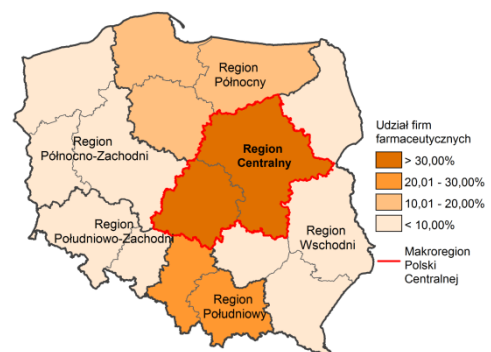 Region
Północny
Region
Północno-Zachodni
Region
Centralny
Region
Południowo-Zachodni
Region
Wschodni
Region
Południowy
Udział firm
farmaceutycznych
> 30,00%
20,01 - 30,00%
10,01 - 20,00%
< 10,00%
Makroregion
Polski
Centralnej